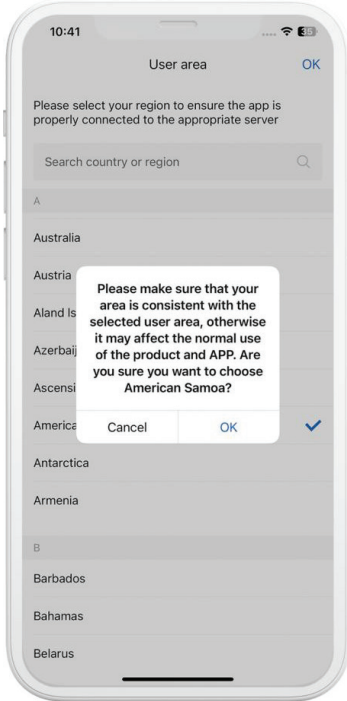 10:41
35
User area
OK
Please select your region to ensure the app is
properly connected to the appropriate server
Search country or region
A
Australia
Austria
Aland Is
Azerbaij
Ascensi
America
Antarctica
Armenia
Please make sure that your
area is consistent with the
selected user area, otherwise
it may affect the normal use
of the product and APP. Are
you sure you want to choose
American Samoa?
Cancel
OK
B
Barbados
Bahamas
Belarus